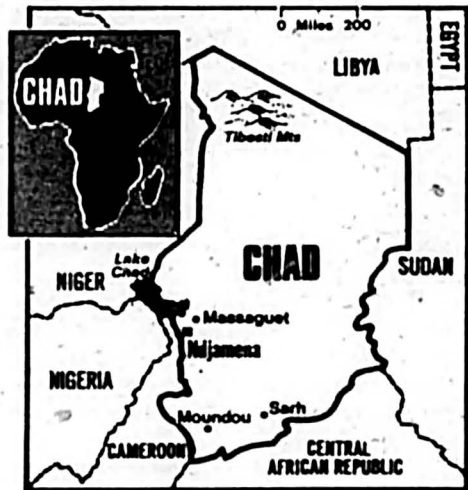 0 Miles 200
EGYPT
LIBYA
CHAD
Tibesti Mts
Lake
Chad
CHAD
NIGER
SUDAN
Massaguet
Ndjamena
NIGERIA
Moundou
Sarh
CAMEROON
CENTRAL
AFRICAN REPUBLIC